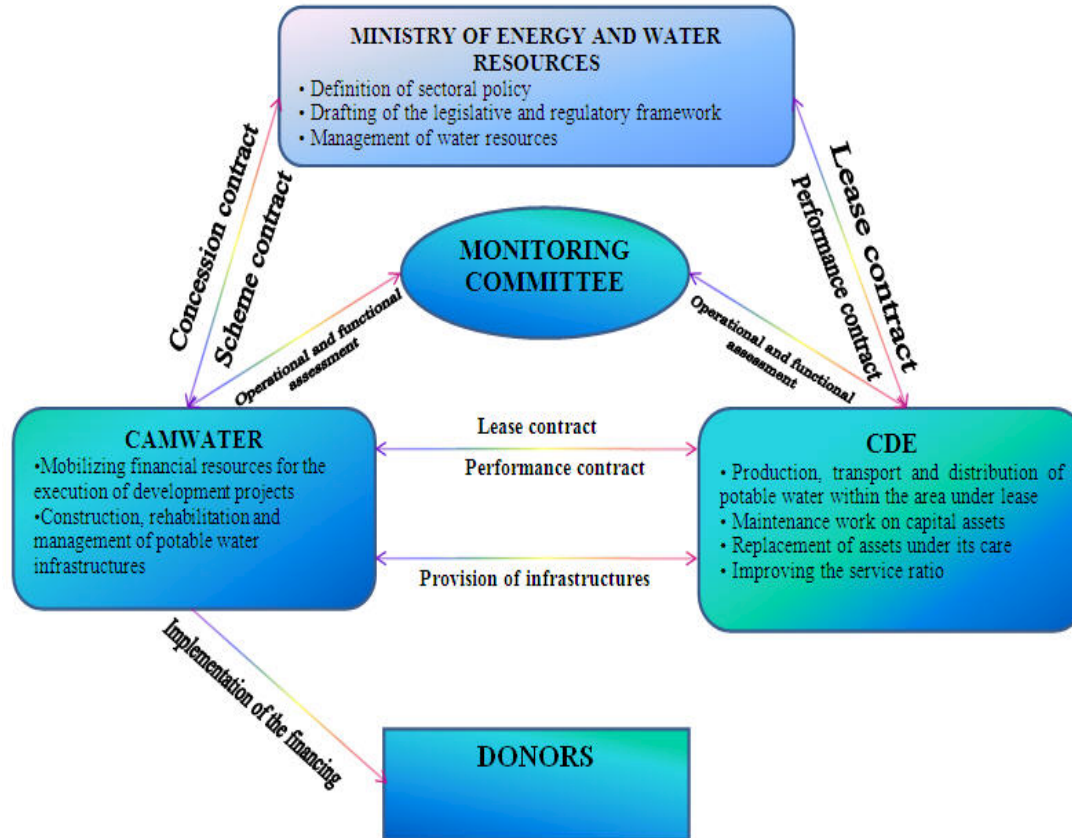 MINISTRY OF ENERGY AND WATER
RESOURCES
• Definition of sectoral policy
• Drafting of the legislative and regulatory framework
• Management of water resources
Concession contract
Scheme contract
Lease contract
Performance contract
MONITORING
COMMITTEE
Operational and functional
assessment
Operational and functional
assessment
CAMWATER
•Mobilizing financial resources for the
execution of development projects
•Construction, rehabilitation and
management of potable water
infrastructures
Lease contract
Performance contract
Provision of infrastructures
CDE
• Production, transport and distribution of
potable water within the area under lease
• Maintenance work on capital assets
• Replacement of assets under its care
• Improving the service ratio
Implementation of the financing
DONORS